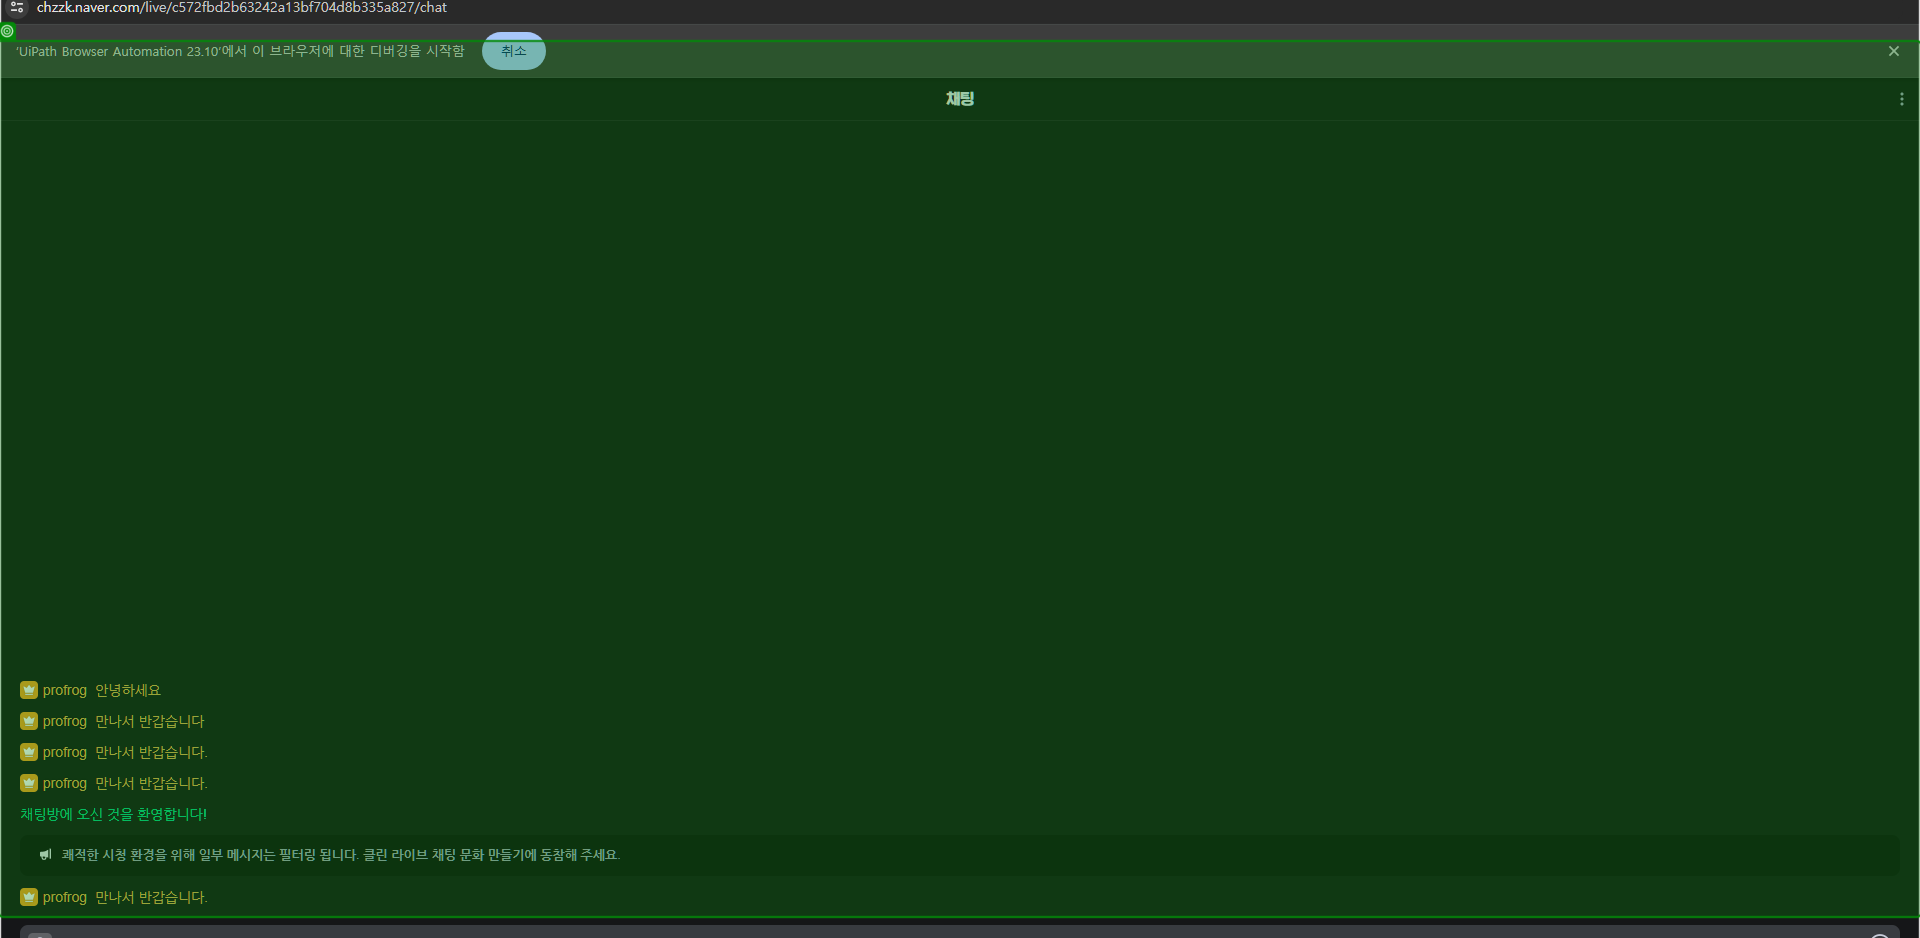 chzzk.naver.com/live/c572fbd2b63242a13bf704d8b335a827/chat
'UiPath Browser Automation 23.10'에서 이 브라우저에 대한 디버깅을 시작함 취소
채팅
profrog 안녕하세요
profrog 만나서 반갑습니다
profrog 만나서 반갑습니다.
profrog 만나서 반갑습니다.
채팅방에 오신 것을 환영합니다!
쾌적한 시청 환경을 위해 일부 메시지는 필터링 됩니다. 클린 라이브 채팅 문화 만들기에 동참해 주세요.
profrog 만나서 반갑습니다.